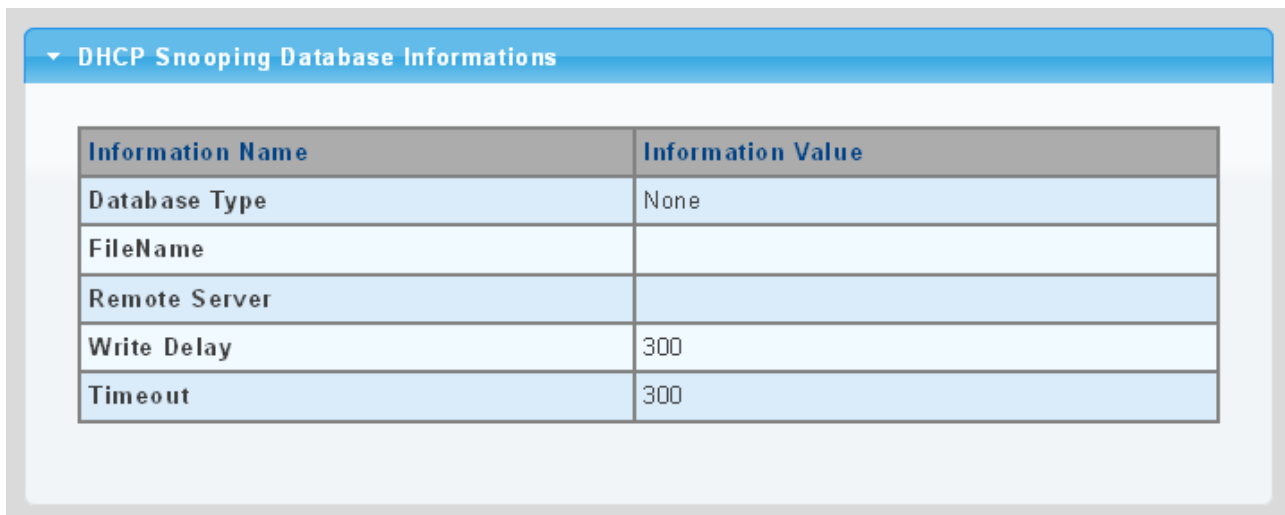 DHCP Snooping Database Informations
Information Name Information Value
Database Type None
FileName
Remote Server
Write Delay 300
Timeout 300